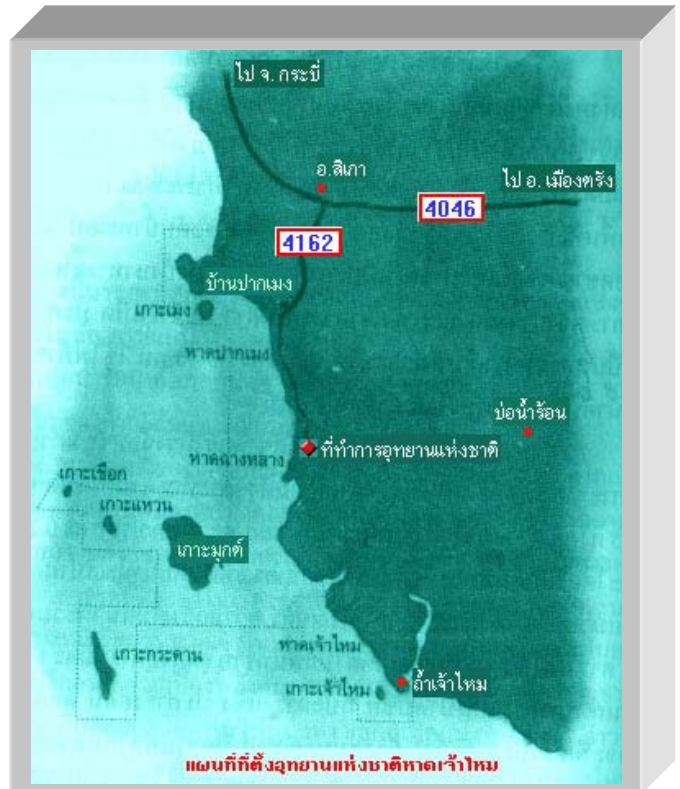 ไป จ. กระบี่
อ.สิเกา
ไป อ. เมืองตรัง
4046
4162
บ้านปากเมง
เกาะเมง
หาดปากเมง
บ่อน้ำร้อน
ที่ทำการอุทยานแห่งชาติ
หาดฉางหลาง
เกาะเชือก
เกาะแหวน
เกาะมุกต์
หาดเจ้าไหม
เกาะกระดาน
ถ้ำเจ้าไหม
เกาะเจ้าไหม
แผนที่ที่ตั้งอุทยานแห่งชาติหาดเจ้าไหม